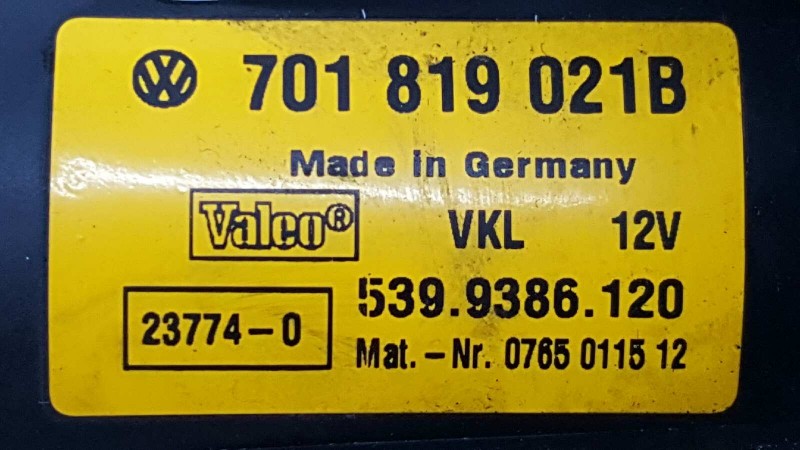 701 819 021B
Made in Germany
Valeo® VKL 12V
539.9386.120
23774-0
Mat.-Nr. 0765 0115 12